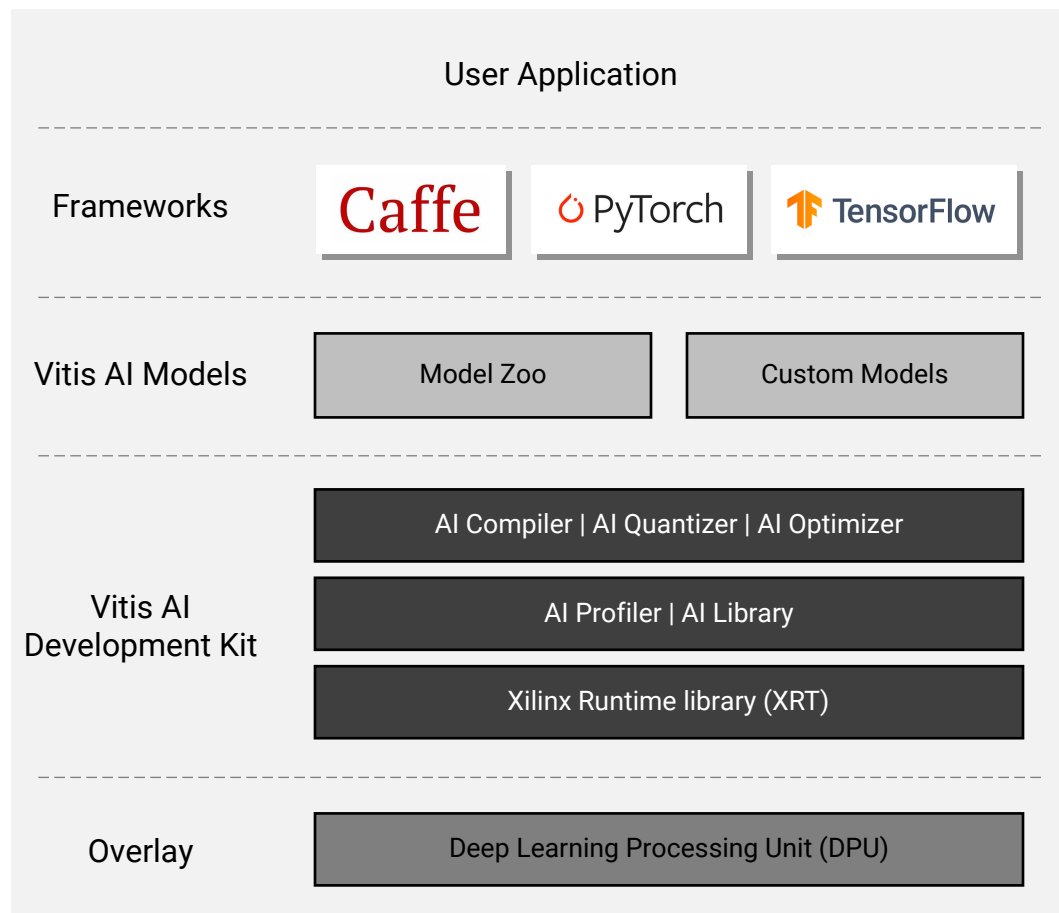 User Application
Frameworks
Caffe
PyTorch
TensorFlow
Vitis AI Models
Model Zoo
Custom Models
Vitis AI
Development Kit
AI Compiler | AI Quantizer | AI Optimizer
AI Profiler | AI Library
Xilinx Runtime library (XRT)
Overlay
Deep Learning Processing Unit (DPU)